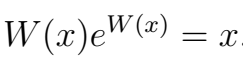 W(x)e^{W(x)} = x.